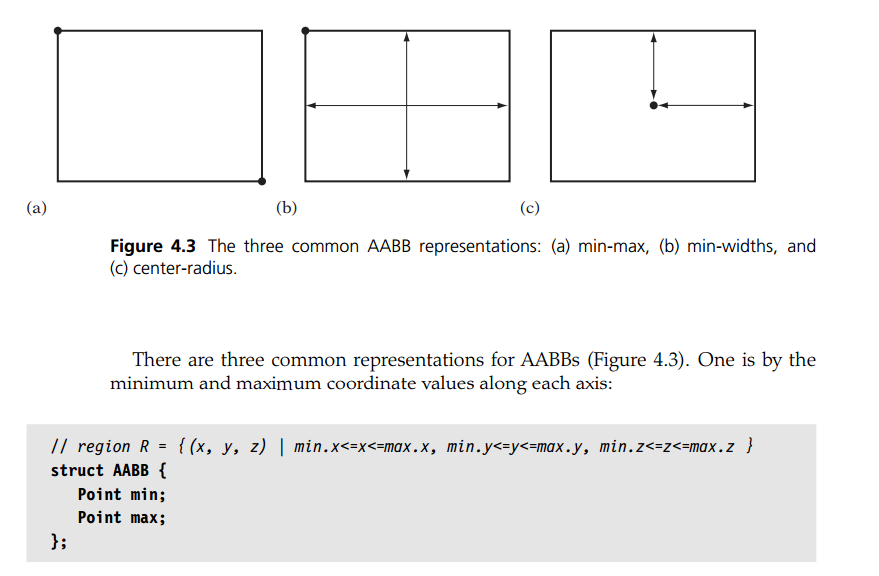 (a)
(b)
(c)
Figure 4.3 The three common AABB representations: (a) min-max, (b) min-widths, and
(c) center-radius.
There are three common representations for AABBs (Figure 4.3). One is by the
minimum and maximum coordinate values along each axis:
// region R = { (x, y, z) | min.x<=x<=max.x, min.y<=y<=max.y, min.z<=z<=max.z }
struct AABB {
Point min;
Point max;
};